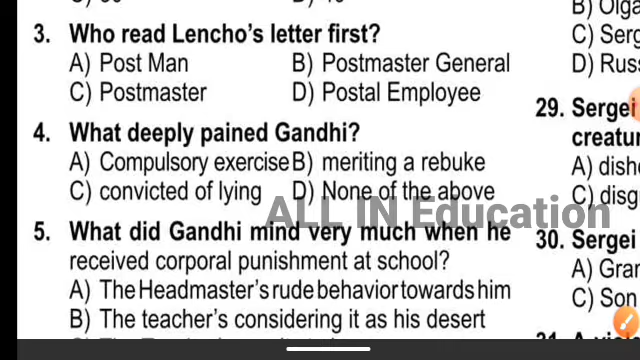 3. Who read Lencho's letter first?
A) Post Man B) Postmaster General
C) Postmaster D) Postal Employee
4. What deeply pained Gandhi?
A) Compulsory exercise B) meriting a rebuke
C) convicted of lying D) None of the above
5. What did Gandhi mind very much when he
received corporal punishment at school?
A) The Headmaster's rude behavior towards him
B) The teacher's considering it as his desert
B) Olga
C) Serg
D) Russ
29. Sergei
creatu
A) dish
C) disg
30. Sergei
A) Gran
C) Son
ALL IN Education